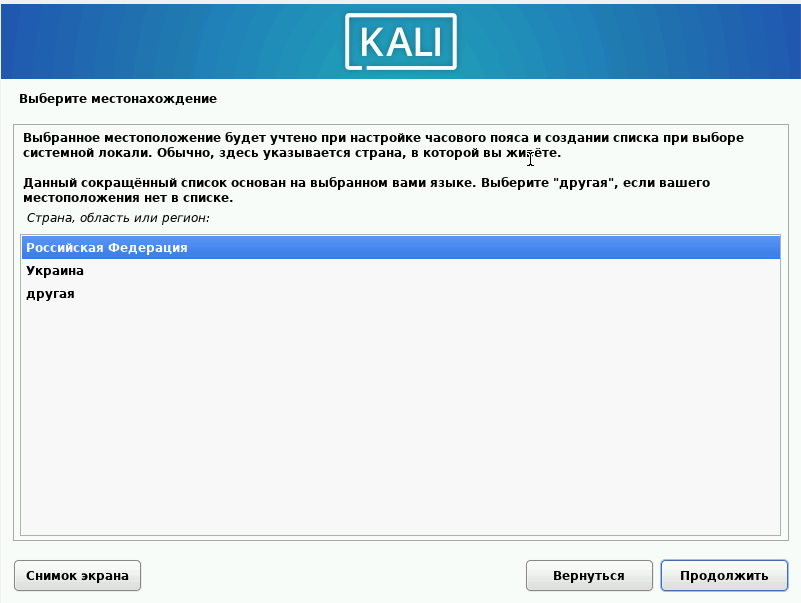 KALI
Выберите местонахождение
Выбранное местоположение будет учтено при настройке часового пояса и создании списка при выборе
системной локали. Обычно, здесь указывается страна, в которой вы живёте.
Данный сокращённый список основан на выбранном вами языке. Выберите "другая", если вашего
местоположения нет в списке.
Страна, область или регион:
Российская Федерация
Украина
другая
Снимок экрана
Вернуться
Продолжить